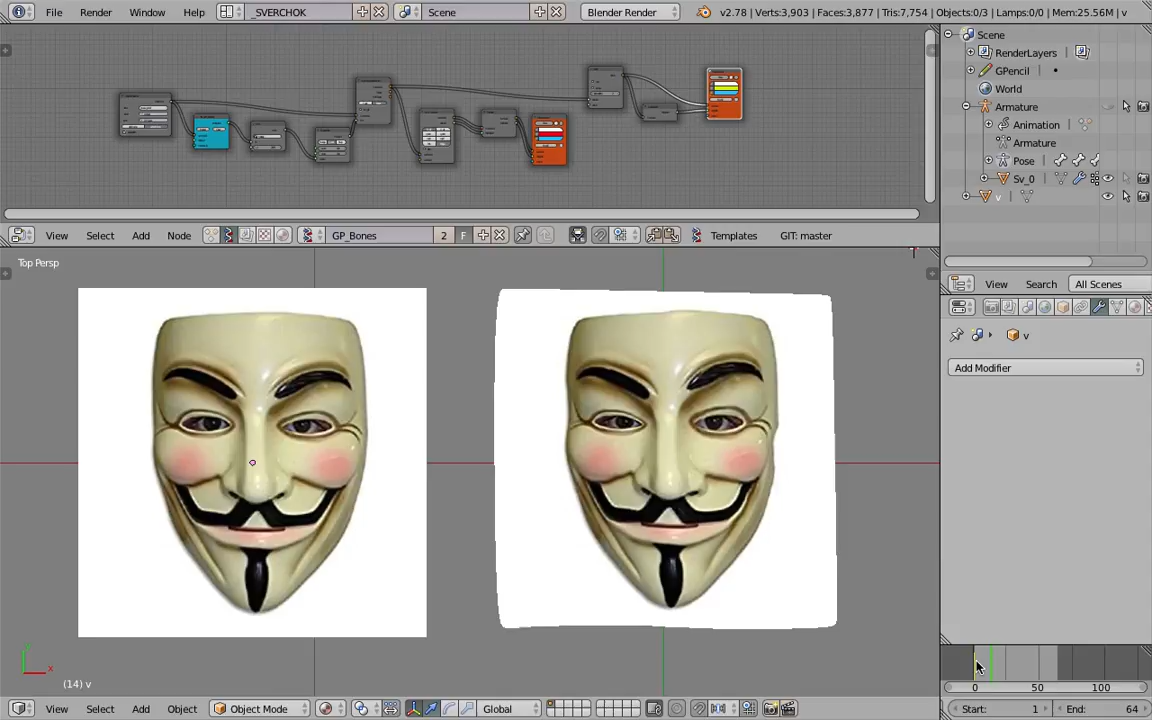 File Render Window Help _SVERCHOK Scene Blender Render v2.78 | Verts:3,903 | Faces:3,877 | Tris:7,754 | Objects:0/3 | Lamps:0/0 | Mem:25.56M | v
Scene
RenderLayers
GPencil
World
Armature
Animation
Armature
Pose
Sv_0
v
View Select Add Node GP_Bones 2 F Templates GIT: master
View Search All Scenes
Top Persp
v
Add Modifier
(14) v
0 50 100
View Select Add Object Object Mode Global
Start: 1 End: 64